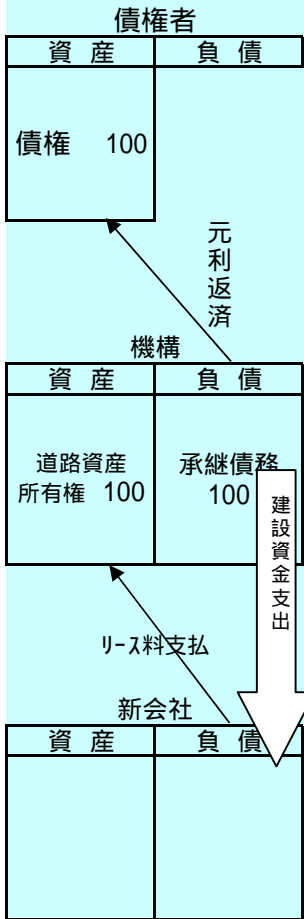 債権者
資産 負債
債権 100
元利返済
機構
資産 負債
道路資産
所有権 100
承継債務
100
建設資金支出
リース料支払
新会社
資産 負債